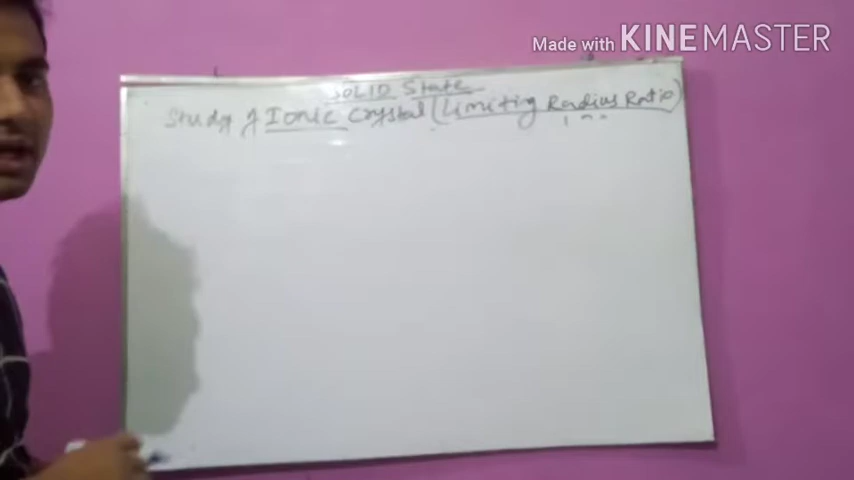 Made with KINEMASTER
SOLID State
Study of Ionic Crystal (Limiting Radius Ratio)